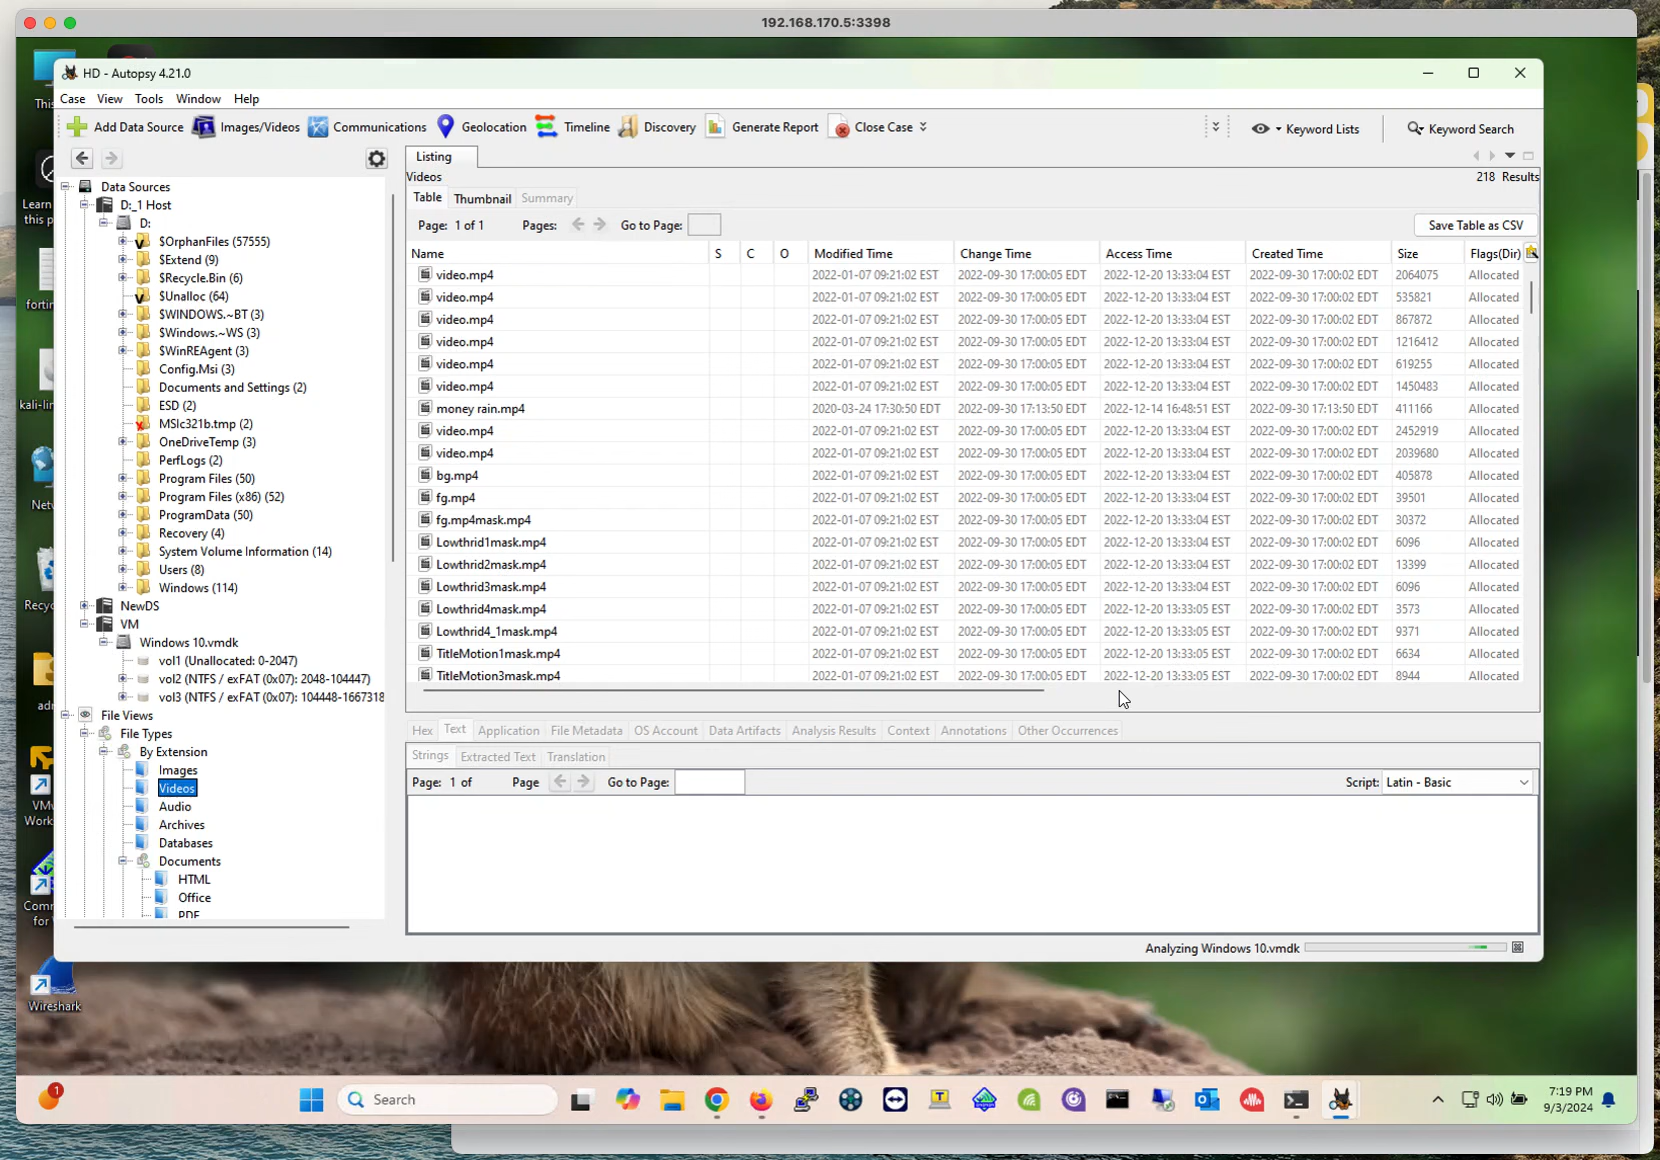 192.168.170.5:3398
HD - Autopsy 4.21.0
Case View Tools Window Help
Add Data Source Images/Videos Communications Geolocation Timeline Discovery Generate Report Close Case Keyword Lists Keyword Search
Data Sources
D:_1 Host
D:
$OrphanFiles (57555)
$Extend (9)
$Recycle.Bin (6)
$Unalloc (64)
$WINDOWS.~BT (3)
$Windows.~WS (3)
$WinREAgent (3)
Config.Msi (3)
Documents and Settings (2)
ESD (2)
MSIc321b.tmp (2)
OneDriveTemp (3)
PerfLogs (2)
Program Files (50)
Program Files (x86) (52)
ProgramData (50)
Recovery (4)
System Volume Information (14)
Users (8)
Windows (114)
NewDS
VM
Windows 10.vmdk
vol1 (Unallocated: 0-2047)
vol2 (NTFS / exFAT (0x07): 2048-104447)
vol3 (NTFS / exFAT (0x07): 104448-1667318
File Views
File Types
By Extension
Images
Videos
Audio
Archives
Databases
Documents
HTML
Office
PDF
Listing
Videos
218 Results
Table Thumbnail Summary
Page: 1 of 1 Pages: Go to Page: Save Table as CSV
Name S C O Modified Time Change Time Access Time Created Time Size Flags(Dir)
video.mp4 2022-01-07 09:21:02 EST 2022-09-30 17:00:05 EDT 2022-12-20 13:33:04 EST 2022-09-30 17:00:02 EDT 2064075 Allocated
video.mp4 2022-01-07 09:21:02 EST 2022-09-30 17:00:05 EDT 2022-12-20 13:33:04 EST 2022-09-30 17:00:02 EDT 535821 Allocated
video.mp4 2022-01-07 09:21:02 EST 2022-09-30 17:00:05 EDT 2022-12-20 13:33:04 EST 2022-09-30 17:00:02 EDT 867872 Allocated
video.mp4 2022-01-07 09:21:02 EST 2022-09-30 17:00:05 EDT 2022-12-20 13:33:04 EST 2022-09-30 17:00:02 EDT 1216412 Allocated
video.mp4 2022-01-07 09:21:02 EST 2022-09-30 17:00:05 EDT 2022-12-20 13:33:04 EST 2022-09-30 17:00:02 EDT 619255 Allocated
video.mp4 2022-01-07 09:21:02 EST 2022-09-30 17:00:05 EDT 2022-12-20 13:33:04 EST 2022-09-30 17:00:02 EDT 1450483 Allocated
money rain.mp4 2020-03-24 17:30:50 EDT 2022-09-30 17:13:50 EDT 2022-12-14 16:48:51 EST 2022-09-30 17:13:50 EDT 411166 Allocated
video.mp4 2022-01-07 09:21:02 EST 2022-09-30 17:00:05 EDT 2022-12-20 13:33:04 EST 2022-09-30 17:00:02 EDT 2452919 Allocated
video.mp4 2022-01-07 09:21:02 EST 2022-09-30 17:00:05 EDT 2022-12-20 13:33:04 EST 2022-09-30 17:00:02 EDT 2039680 Allocated
bg.mp4 2022-01-07 09:21:02 EST 2022-09-30 17:00:05 EDT 2022-12-20 13:33:04 EST 2022-09-30 17:00:02 EDT 405878 Allocated
fg.mp4 2022-01-07 09:21:02 EST 2022-09-30 17:00:05 EDT 2022-12-20 13:33:04 EST 2022-09-30 17:00:02 EDT 39501 Allocated
fg.mp4mask.mp4 2022-01-07 09:21:02 EST 2022-09-30 17:00:05 EDT 2022-12-20 13:33:04 EST 2022-09-30 17:00:02 EDT 30372 Allocated
Lowthrid1mask.mp4 2022-01-07 09:21:02 EST 2022-09-30 17:00:05 EDT 2022-12-20 13:33:04 EST 2022-09-30 17:00:02 EDT 6096 Allocated
Lowthrid2mask.mp4 2022-01-07 09:21:02 EST 2022-09-30 17:00:05 EDT 2022-12-20 13:33:04 EST 2022-09-30 17:00:02 EDT 13399 Allocated
Lowthrid3mask.mp4 2022-01-07 09:21:02 EST 2022-09-30 17:00:05 EDT 2022-12-20 13:33:04 EST 2022-09-30 17:00:02 EDT 6096 Allocated
Lowthrid4mask.mp4 2022-01-07 09:21:02 EST 2022-09-30 17:00:05 EDT 2022-12-20 13:33:05 EST 2022-09-30 17:00:02 EDT 3573 Allocated
Lowthrid4_1mask.mp4 2022-01-07 09:21:02 EST 2022-09-30 17:00:05 EDT 2022-12-20 13:33:05 EST 2022-09-30 17:00:02 EDT 9371 Allocated
TitleMotion1mask.mp4 2022-01-07 09:21:02 EST 2022-09-30 17:00:05 EDT 2022-12-20 13:33:05 EST 2022-09-30 17:00:02 EDT 6634 Allocated
TitleMotion3mask.mp4 2022-01-07 09:21:02 EST 2022-09-30 17:00:05 EDT 2022-12-20 13:33:05 EST 2022-09-30 17:00:02 EDT 8944 Allocated
Hex Text Application File Metadata OS Account Data Artifacts Analysis Results Context Annotations Other Occurrences
Strings Extracted Text Translation
Page: 1 of Page Go to Page: Script: Latin - Basic
Analyzing Windows 10.vmdk
This
Learn
this p
fortin
kali-lin
Netw
Recyc
adn
VMw
Work
Comm
for V
Wireshark
1
Search
T
7:19 PM
9/3/2024